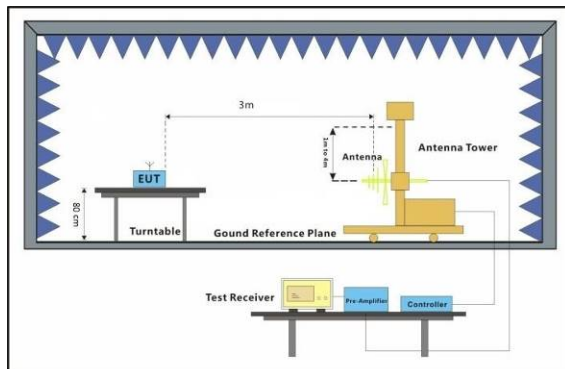 3m
1m to 4m
Antenna
Antenna Tower
EUT
80 cm
Turntable
Gound Reference Plane
Test Receiver
Pre-Amplifier
Controller